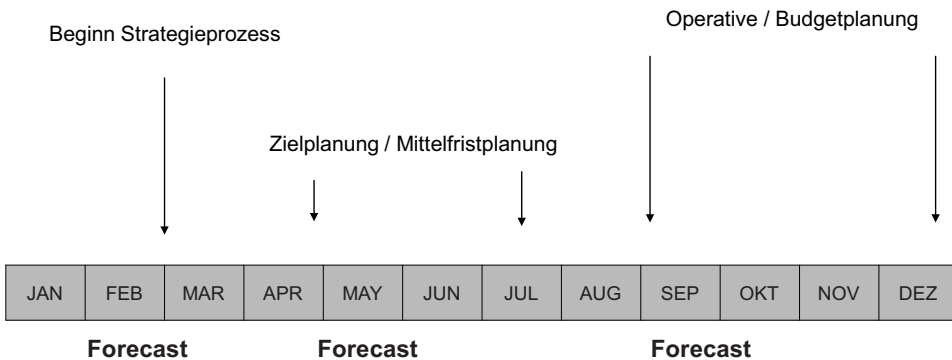 Operative / Budgetplanung
Beginn Strategieprozess
Zielplanung / Mittelfristplanung
JAN FEB MAR APR MAY JUN JUL AUG SEP OKT NOV DEZ
Forecast Forecast Forecast